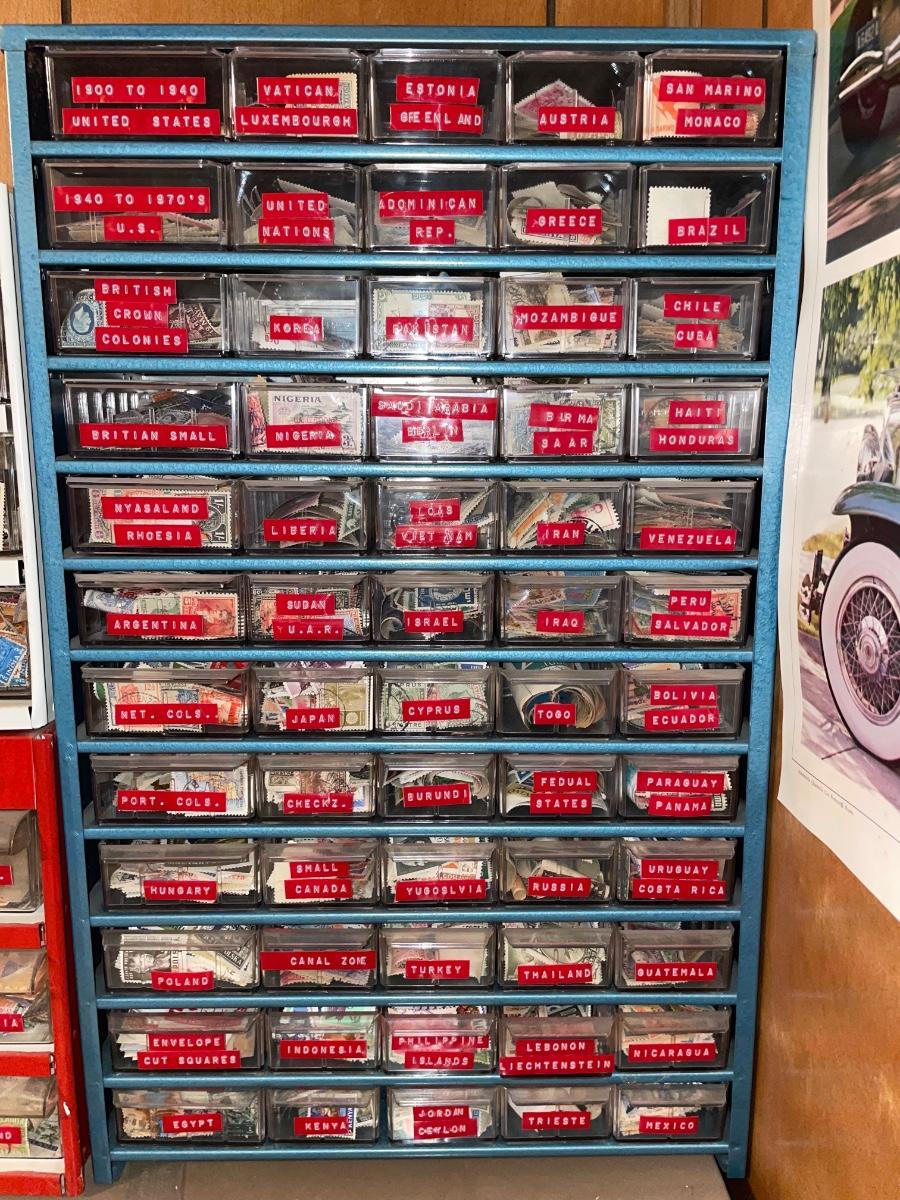 1900 TO 1940
UNITED STATES
VATICAN
LUXEMBOURGH
ESTONIA
GREENLAND
AUSTRIA
SAN MARINO
MONACO
1940 TO 1970'S
U.S.
UNITED
NATIONS
DOMINICAN
REP.
GREECE
BRAZIL
BRITISH
CROWN
COLONIES
KOREA
PAKISTAN
MOZAMBIGUE
CHILE
CUBA
BRITIAN SMALL
NIGERIA
NIGERIA
SAUDI ARABIA
BERLIN
BURMA
SAAR
HAITI
HONDURAS
NYASALAND
RHOESIA
LIBERIA
LOAS
VIET NAM
IRAN
VENEZUELA
ARGENTINA
SUDAN
U.A.R.
ISRAEL
IRAQ
PERU
SALVADOR
NET. COLS.
JAPAN
CYPRUS
TOGO
BOLIVIA
ECUADOR
PORT. COLS.
CHECKZ.
BURUNDI
FEDUAL
STATES
PARAGUAY
PANAMA
HUNGARY
SMALL
CANADA
YUGOSLVIA
RUSSIA
URUGUAY
COSTA RICA
POLSKA
POLAND
CANAL ZONE
TURKEY
THAILAND
GUATEMALA
ENVELOPE
CUT SQUARES
INDONESIA
PHILIPPINE
ISLANDS
LEBONON
LIECHTENSTEIN
NICARAGUA
EGYPT
KENYA
JORDAN
CEYLON
TRIESTE
MEXICO